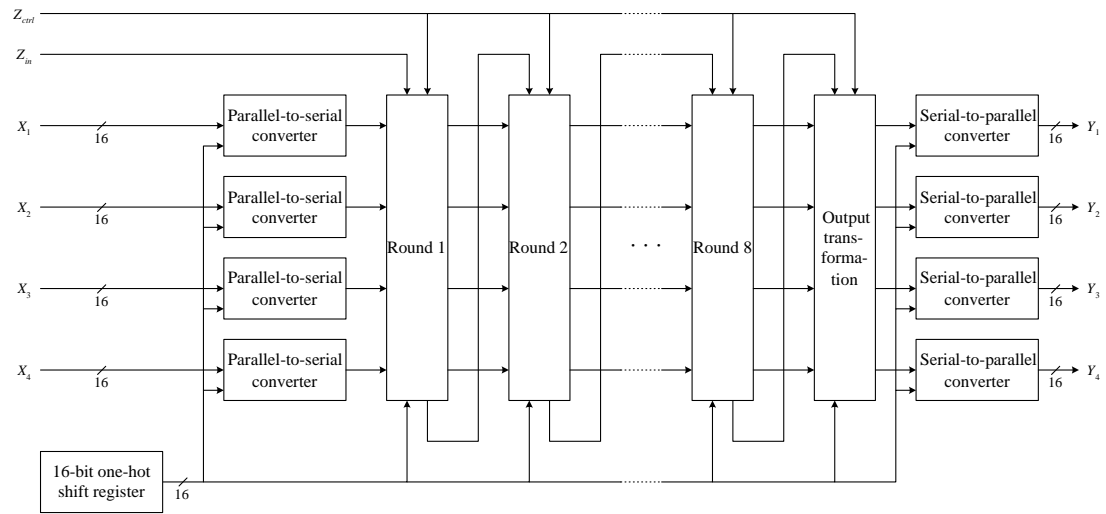 Z_ctrl
Z_in
X_1
16
Parallel-to-serial
converter
Serial-to-parallel
converter
16
Y_1
X_2
16
Parallel-to-serial
converter
Serial-to-parallel
converter
16
Y_2
Round 1
Round 2
. . .
Round 8
Output
trans-
forma-
tion
X_3
16
Parallel-to-serial
converter
Serial-to-parallel
converter
16
Y_3
X_4
16
Parallel-to-serial
converter
Serial-to-parallel
converter
16
Y_4
16-bit one-hot
shift register
16